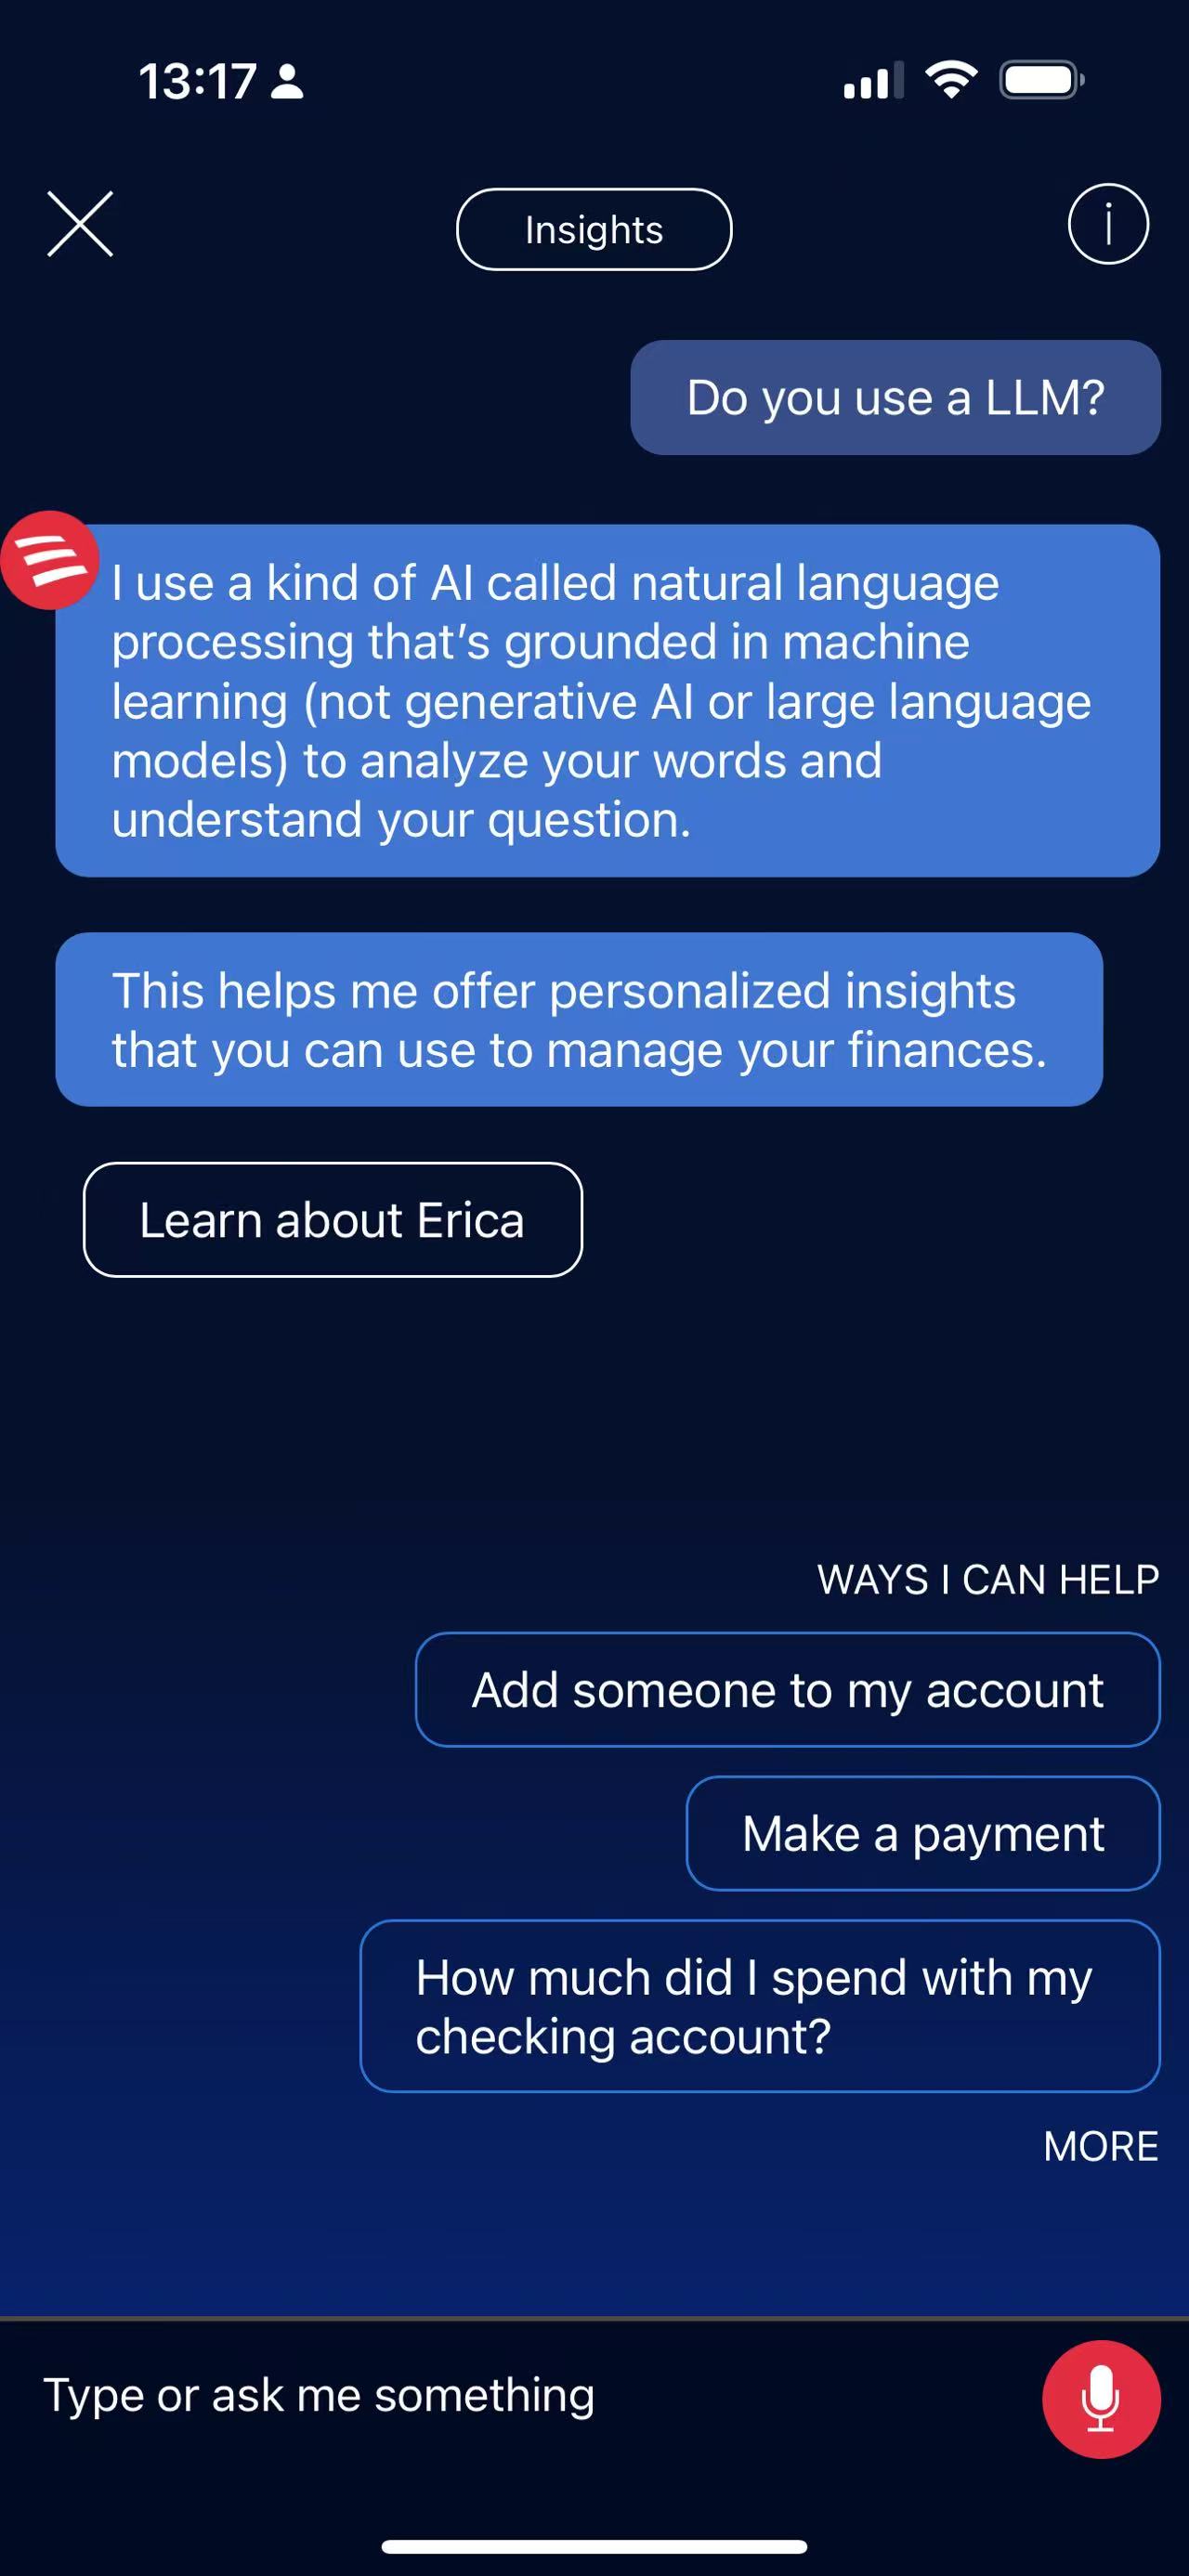 13:17
Insights
Do you use a LLM?
I use a kind of AI called natural language
processing that’s grounded in machine
learning (not generative AI or large language
models) to analyze your words and
understand your question.
This helps me offer personalized insights
that you can use to manage your finances.
Learn about Erica
WAYS I CAN HELP
Add someone to my account
Make a payment
How much did I spend with my
checking account?
MORE
Type or ask me something